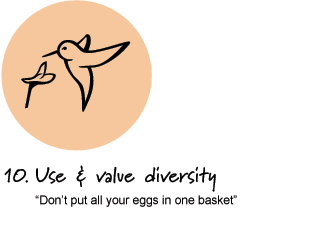 10. Use & value diversity
“Don’t put all your eggs in one basket”